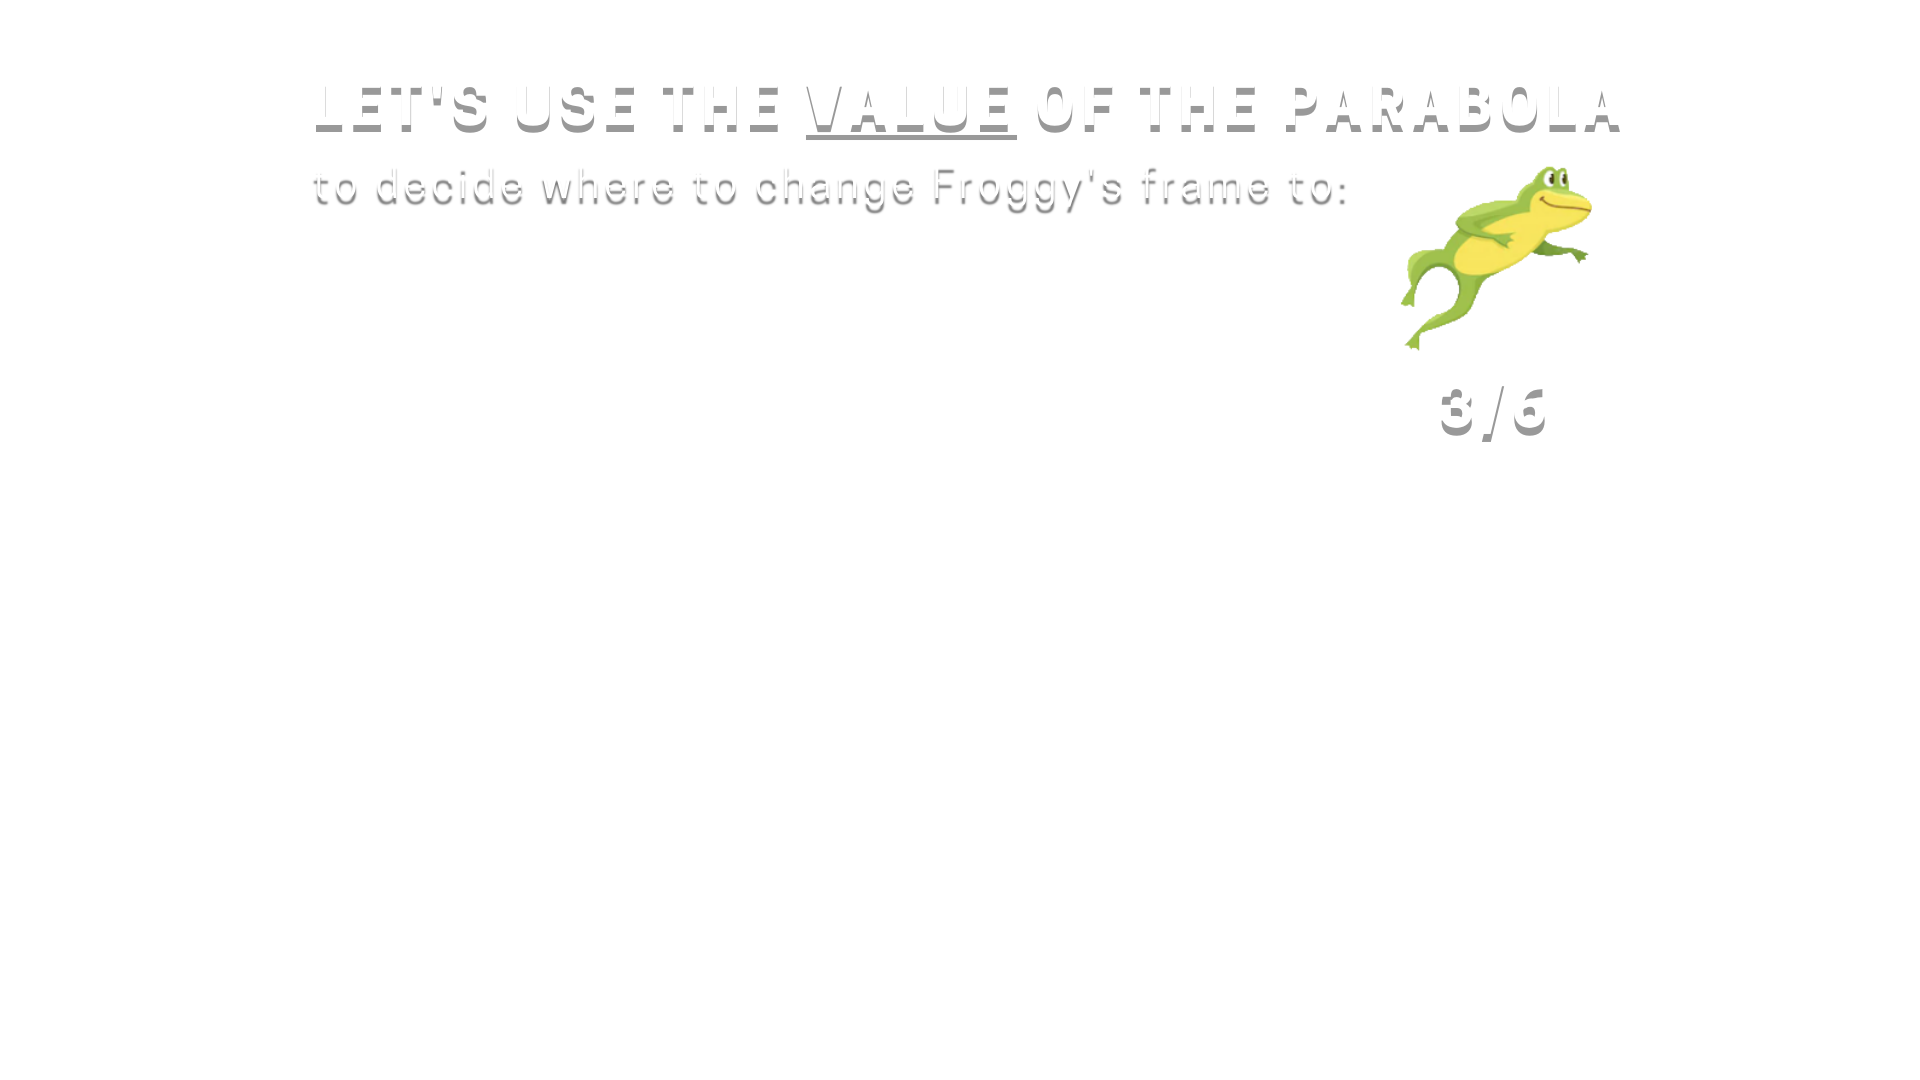 LET'S USE THE VALUE OF THE PARABOLA
to decide where to change Froggy's frame to:
3/6